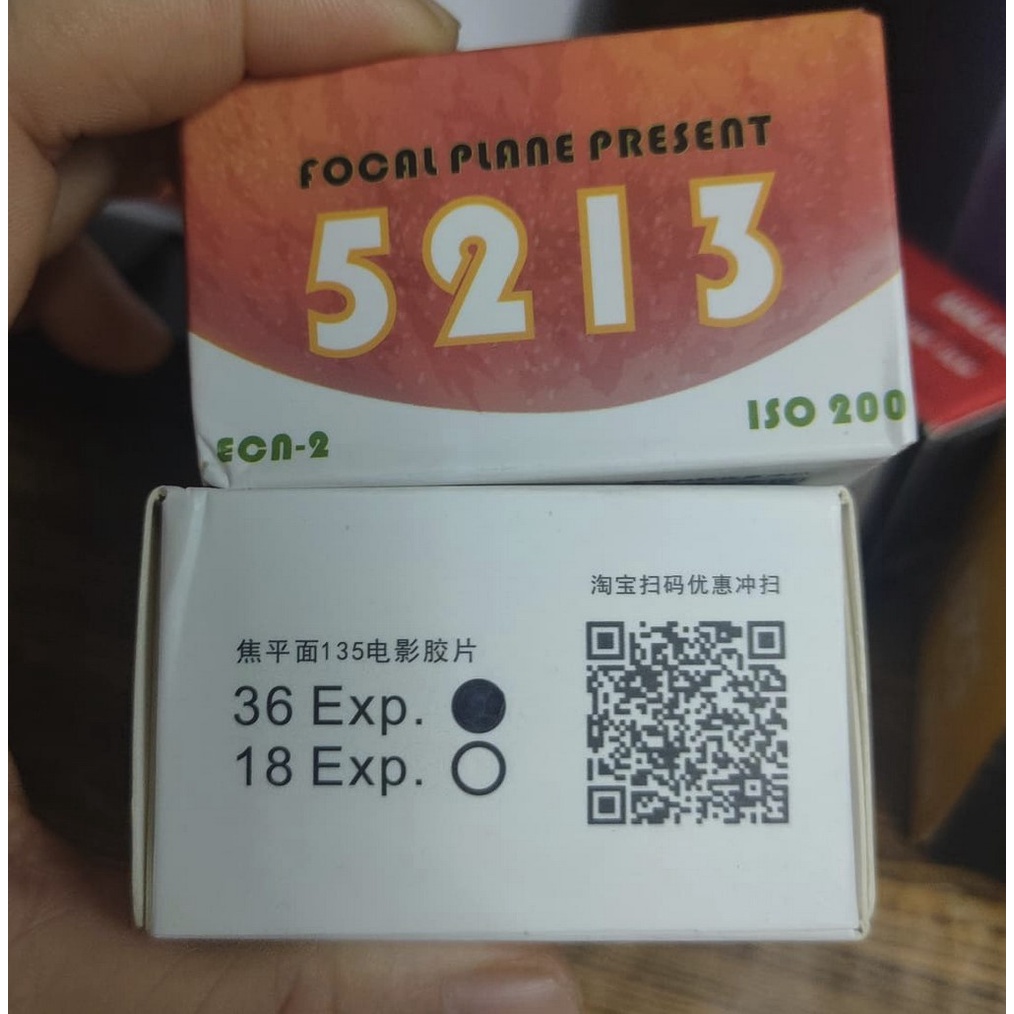 FOCAL PLANE PRESENT
5213
ECN-2
ISO 200
淘宝扫码优惠冲扫
焦平面135电影胶片
36 Exp.
18 Exp.